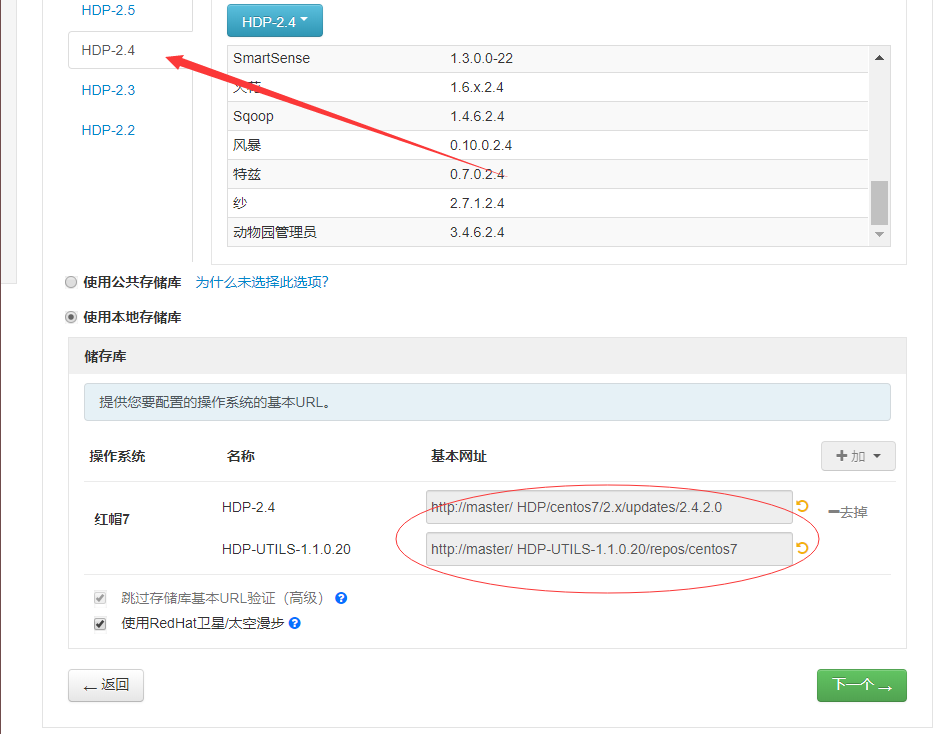 HDP-2.5
HDP-2.4
HDP-2.3
HDP-2.2
HDP-2.4
SmartSense 1.3.0.0-22
火花 1.6.x.2.4
Sqoop 1.4.6.2.4
风暴 0.10.0.2.4
特兹 0.7.0.2.4
纱 2.7.1.2.4
动物园管理员 3.4.6.2.4
使用公共存储库 为什么未选择此选项?
使用本地存储库
储存库
提供您要配置的操作系统的基本URL。
操作系统 名称 基本网址 加
红帽7
HDP-2.4 http://master/ HDP/centos7/2.x/updates/2.4.2.0 去掉
HDP-UTILS-1.1.0.20 http://master/ HDP-UTILS-1.1.0.20/repos/centos7
跳过存储库基本URL验证（高级）
使用RedHat卫星/太空漫步
←返回
下一个→